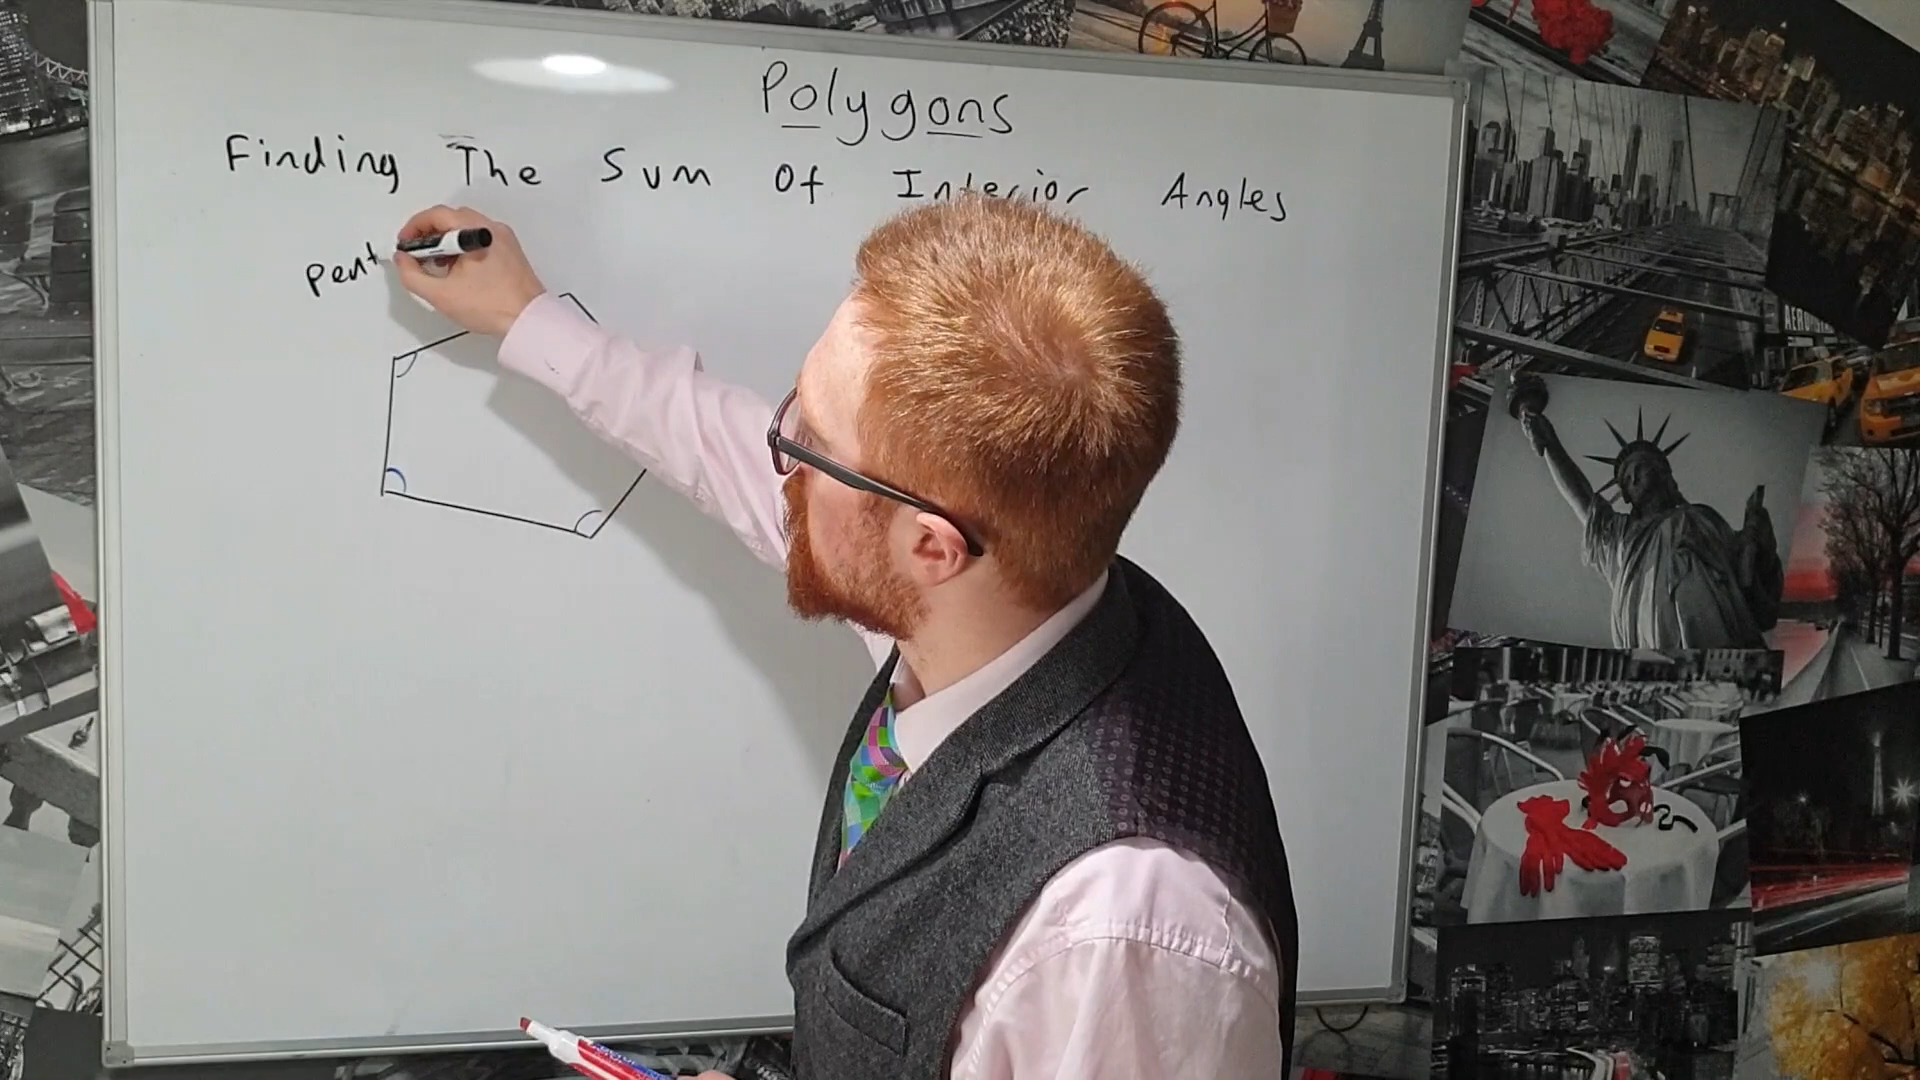 Polygons
Finding The Sum Of Interior Angles
pent